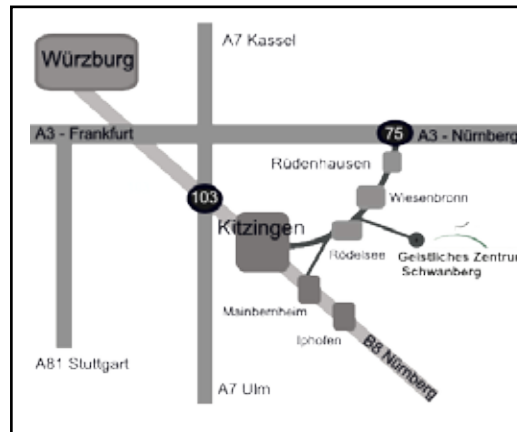 A7 Kassel
Würzburg
A3 - Frankfurt
75
A3 - Nürnberg
Rüdenhausen
Wiesenbronn
103
Kitzingen
Rödelsee
Geistliches Zentrum
Schwanberg
Mainbernheim
Iphofen
B8 Nürnberg
A81 Stuttgart
A7 Ulm